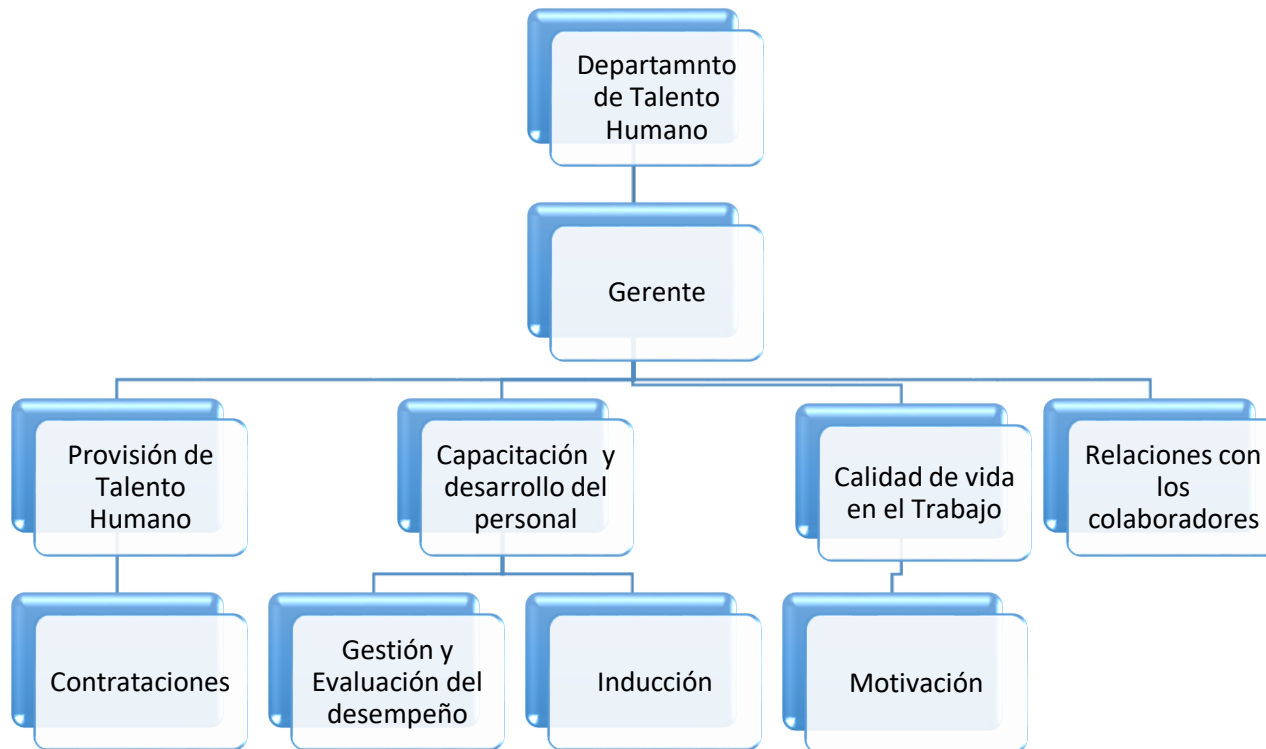 Departamnto
de Talento
Humano
Gerente
Provisión de
Talento
Humano
Capacitación y
desarrollo del
personal
Calidad de vida
en el Trabajo
Relaciones con
los
colaboradores
Contrataciones
Gestión y
Evaluación del
desempeño
Inducción
Motivación